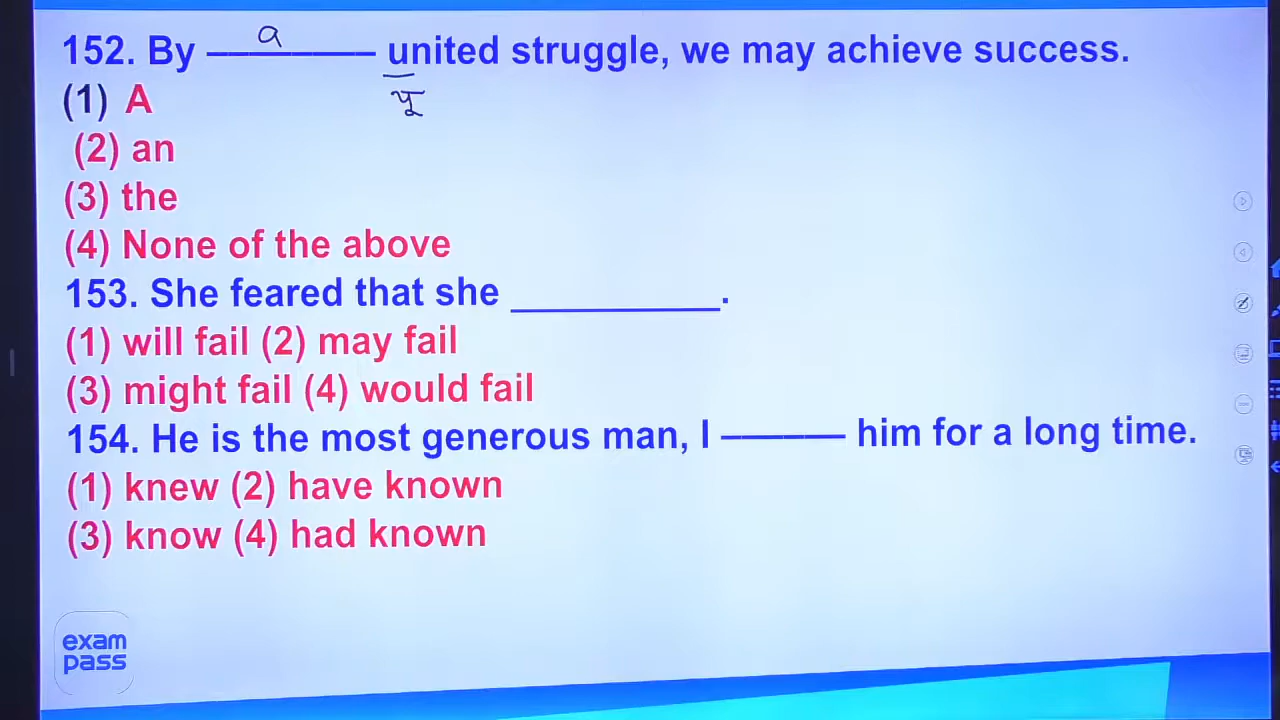 152. By ________ united struggle, we may achieve success.
a
यू
(1) A
(2) an
(3) the
(4) None of the above
153. She feared that she __________.
(1) will fail (2) may fail
(3) might fail (4) would fail
154. He is the most generous man, I ------ him for a long time.
(1) knew (2) have known
(3) know (4) had known
exam
pass